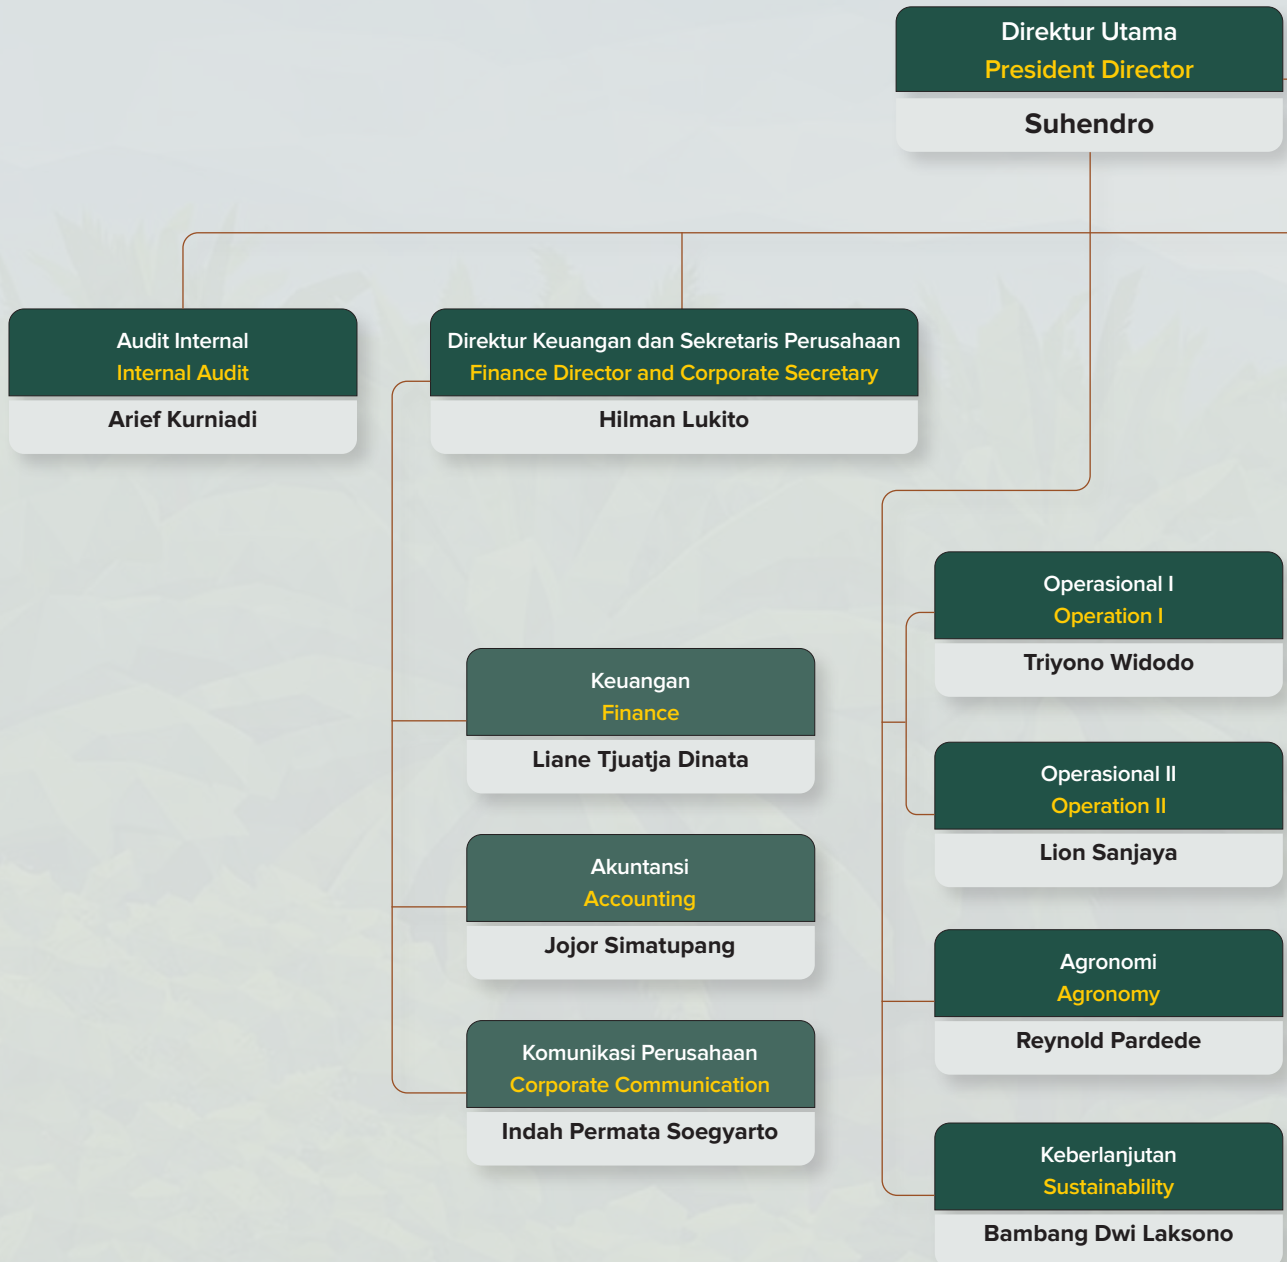 Direktur Utama
President Director
Suhendro
Audit Internal
Internal Audit
Arief Kurniadi
Direktur Keuangan dan Sekretaris Perusahaan
Finance Director and Corporate Secretary
Hilman Lukito
Keuangan
Finance
Liane Tjuatja Dinata
Akuntansi
Accounting
Jojor Simatupang
Komunikasi Perusahaan
Corporate Communication
Indah Permata Soegyarto
Operasional I
Operation I
Triyono Widodo
Operasional II
Operation II
Lion Sanjaya
Agronomi
Agronomy
Reynold Pardede
Keberlanjutan
Sustainability
Bambang Dwi Laksono